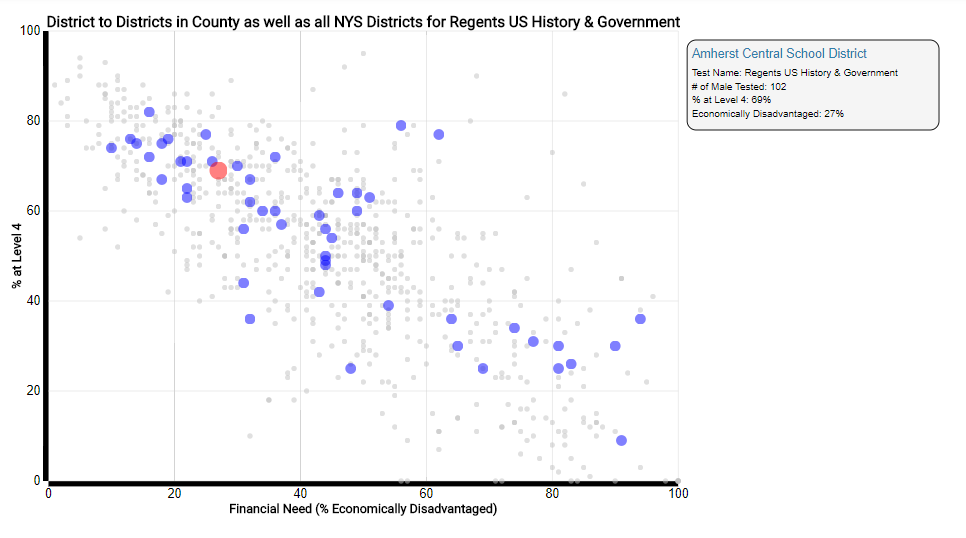 District to Districts in County as well as all NYS Districts for Regents US History & Government
Amherst Central School District
Test Name: Regents US History & Government
# of Male Tested: 102
% at Level 4: 69%
Economically Disadvantaged: 27%
% at Level 4
100
80
60
40
20
0
0 20 40 60 80 100
Financial Need (% Economically Disadvantaged)